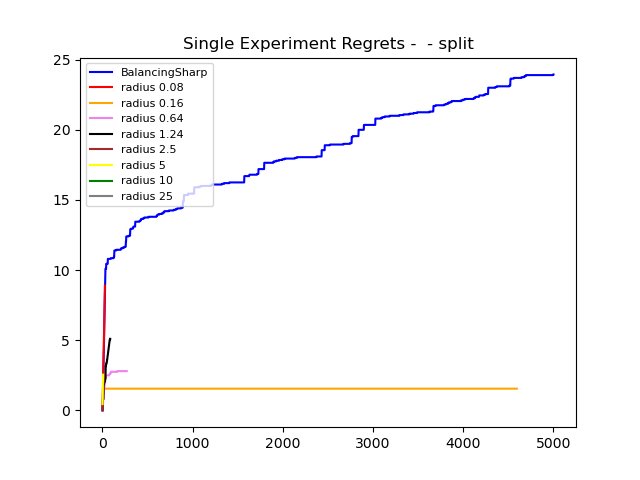 Single Experiment Regrets -  - split
25
20
15
10
5
0
BalancingSharp
radius 0.08
radius 0.16
radius 0.64
radius 1.24
radius 2.5
radius 5
radius 10
radius 25
0 1000 2000 3000 4000 5000